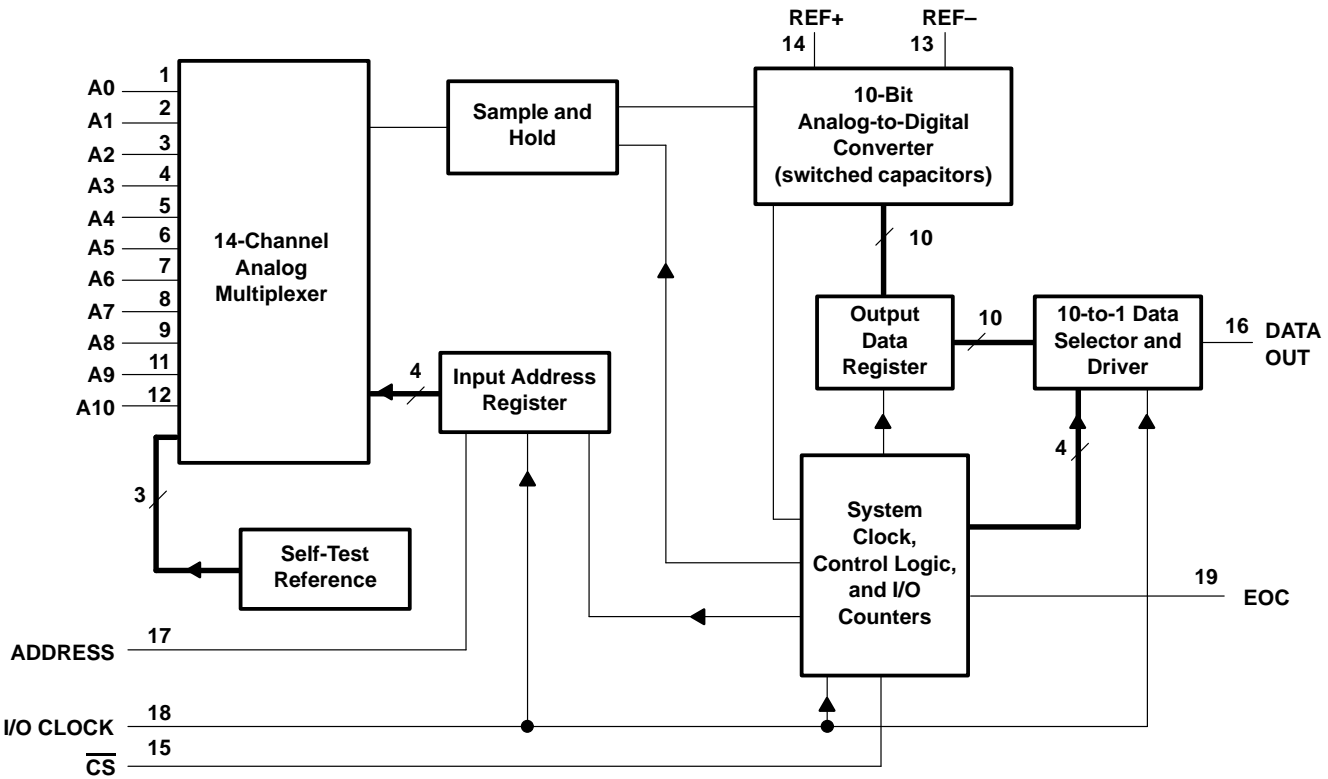 REF+
REF–
14
13
A0
1
A1
2
A2
3
A3
4
A4
5
A5
6
A6
7
A7
8
A8
9
A9
11
A10
12
14-Channel
Analog
Multiplexer
Sample and
Hold
10-Bit
Analog-to-Digital
Converter
(switched capacitors)
10
Output
Data
Register
10
10-to-1 Data
Selector and
Driver
16
DATA
OUT
4
Input Address
Register
4
3
Self-Test
Reference
System
Clock,
Control Logic,
and I/O
Counters
19
EOC
17
ADDRESS
18
I/O CLOCK
15
C̅S̅